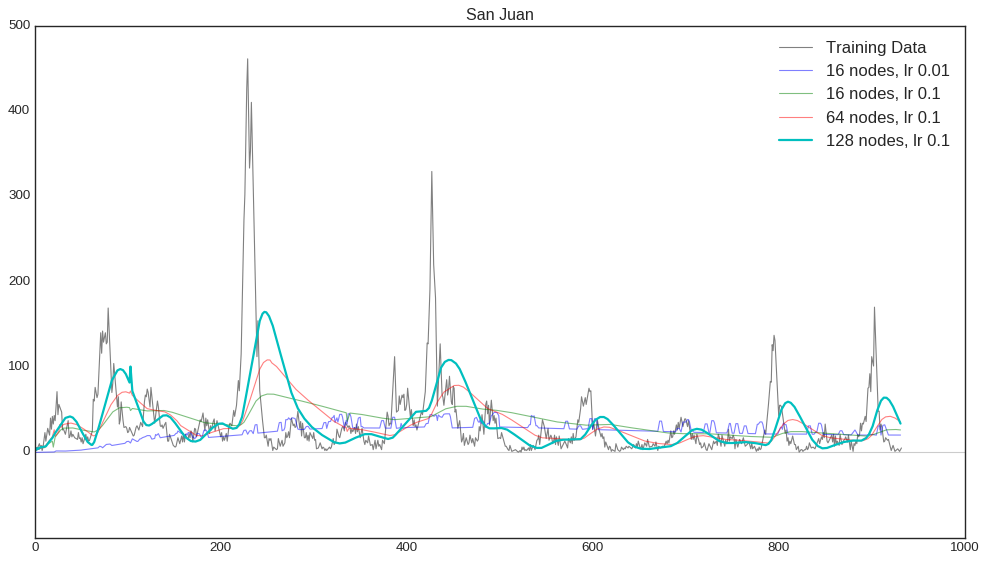 San Juan
500
400
300
200
100
0
Training Data
16 nodes, lr 0.01
16 nodes, lr 0.1
64 nodes, lr 0.1
128 nodes, lr 0.1
0 200 400 600 800 1000